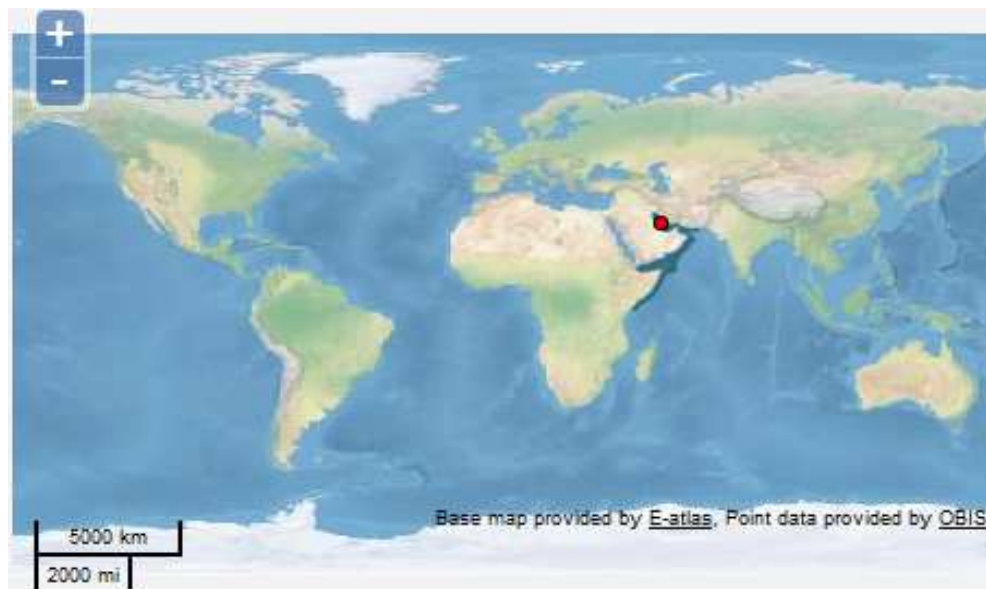 +
-
Base map provided by E-atlas, Point data provided by OBIS
5000 km
2000 mi